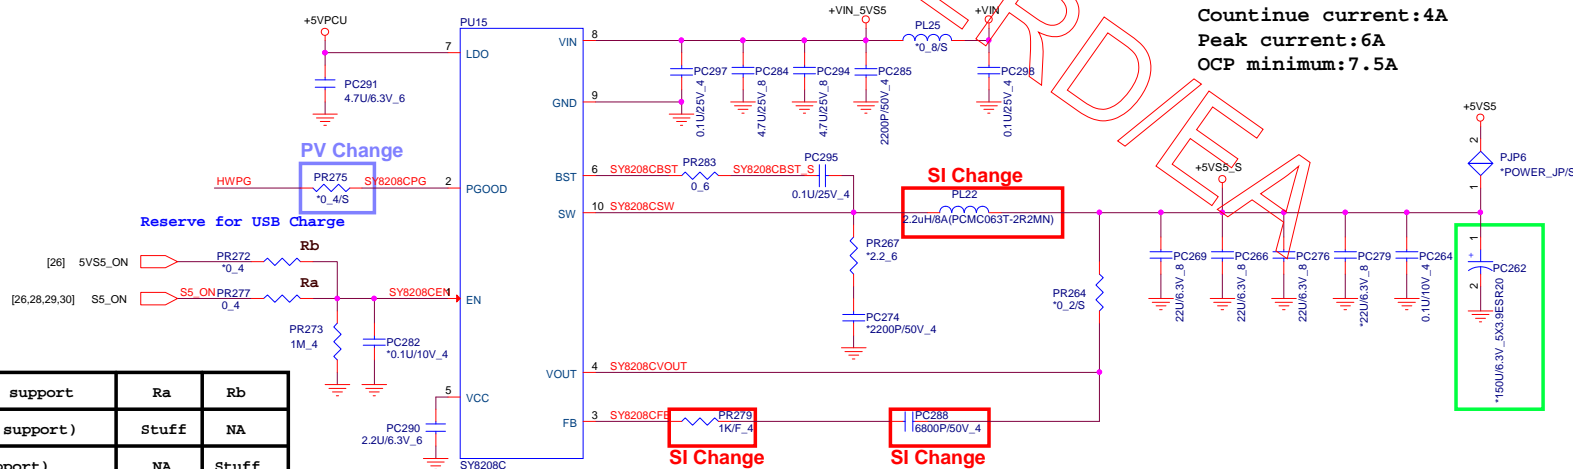 +5VPCU
PU15
+VIN_5VS5
+VIN
PL25
*0_8/S
Countinue current:4A
Peak current:6A
OCP minimum:7.5A
7
LDO
VIN
8
PC291
4.7U/6.3V_6
PC297
0.1U/25V_4
PC284
4.7U/25V_8
PC294
4.7U/25V_8
PC285
2200P/50V_4
PC298
0.1U/25V_4
GND
9
+5VS5
2
PJP6
*POWER_JP/S
1
PV Change
HWPG
PR275
*0_4/S
SY8208CPG
2
PGOOD
BST
6
SY8208CBST
PR283
0_6
SY8208CBST_S
PC295
0.1U/25V_4
SI Change
PL22
2.2uH/8A(PCMC063T-2R2MN)
+5VS5_S
SW
10
SY8208CSW
Reserve for USB Charge
Rb
[26]
5VS5_ON
PR272
*0_4
Ra
[26,28,29,30]
S5_ON
S5_ON
PR277
0_4
SY8208CEN
1
EN
PR273
1M_4
PC282
*0.1U/10V_4
PR267
*2.2_6
PC274
*2200P/50V_4
PR264
*0_2/S
PC269
22U/6.3V_8
PC266
22U/6.3V_8
PC276
22U/6.3V_8
PC279
*22U/6.3V_8
PC264
0.1U/10V_4
1
+
PC262
2
*150U/6.3V_5X3.9ESR20
VOUT
4
SY8208CVOUT
5
VCC
PC290
2.2U/6.3V_6
FB
3
SY8208CFB
PR279
1K/F_4
PC288
6800P/50V_4
SI Change
SI Change
SY8208C
support Ra Rb
support) Stuff NA
NA Stuff